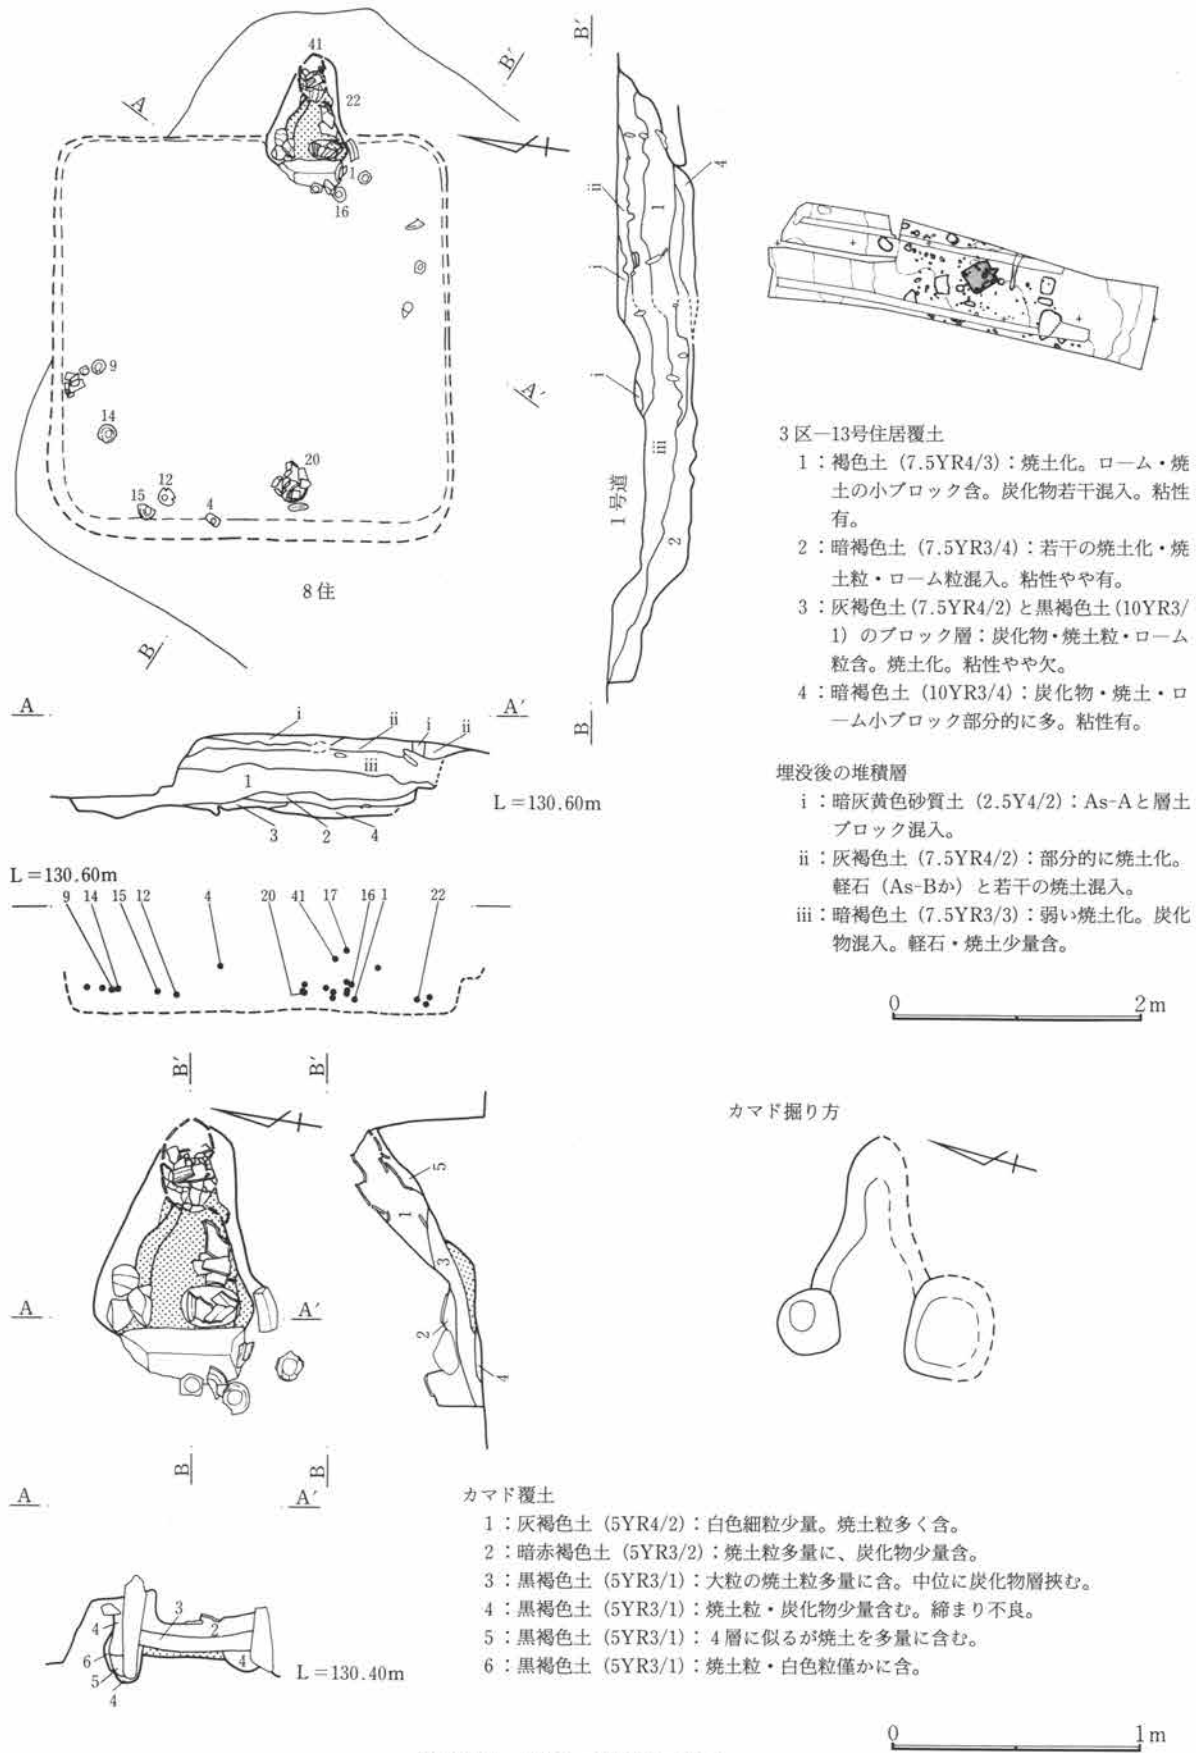 41
B′
B′
A
22
1
16
4
ii
1
i
9
14
A′
i
iii
20
12
15
4
1号道
2
8住
B
B
3区―13号住居覆土
1：褐色土（7.5YR4/3）：焼土化。ローム・焼
土の小ブロック含。炭化物若干混入。粘性
有。
2：暗褐色土（7.5YR3/4）：若干の焼土化・焼
土粒・ローム粒混入。粘性やや有。
3：灰褐色土（7.5YR4/2）と黒褐色土（10YR3/
1）のブロック層：炭化物・焼土粒・ローム
粒含。焼土化。粘性やや欠。
4：暗褐色土（10YR3/4）：炭化物・焼土・ロ
ーム小ブロック部分的に多。粘性有。
埋没後の堆積層
i：暗灰黄色砂質土（2.5Y4/2）：As-Aと層土
ブロック混入。
ii：灰褐色土（7.5YR4/2）：部分的に焼土化。
軽石（As-Bか）と若干の焼土混入。
iii：暗褐色土（7.5YR3/3）：弱い焼土化。炭化
物混入。軽石・焼土少量含。
0 2m
A A′
i ii i ii
iii
1
3 2 4
L＝130.60m
L＝130.60m
9 14 15 12 4 20 41 17 16 1 22
B′ B′
カマド掘り方
5
1
3
A A′
2
4
B B
A A′
3
2
4
6
5
4
4
L＝130.40m
カマド覆土
1：灰褐色土（5YR4/2）：白色細粒少量。焼土粒多く含。
2：暗赤褐色土（5YR3/2）：焼土粒多量に、炭化物少量含。
3：黒褐色土（5YR3/1）：大粒の焼土粒多量に含。中位に炭化物層挟む。
4：黒褐色土（5YR3/1）：焼土粒・炭化物少量含む。締まり不良。
5：黒褐色土（5YR3/1）：4層に似るが焼土を多量に含む。
6：黒褐色土（5YR3/1）：焼土粒・白色粒僅かに含。
0 1m